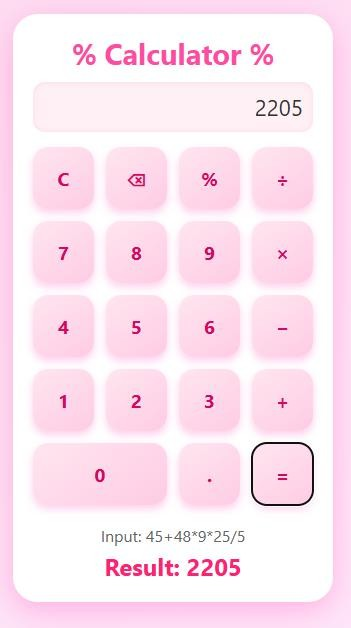 % Calculator %
2205
C ⌫ % ÷
7 8 9 ×
4 5 6 −
1 2 3 +
0 . =
Input: 45+48*9*25/5
Result: 2205